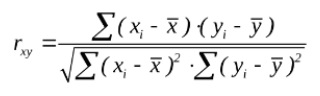 r_xy = ∑(x_i - x̅)·(y_i - y̅) / √(∑(x_i - x̅)² · ∑(y_i - y̅)²)